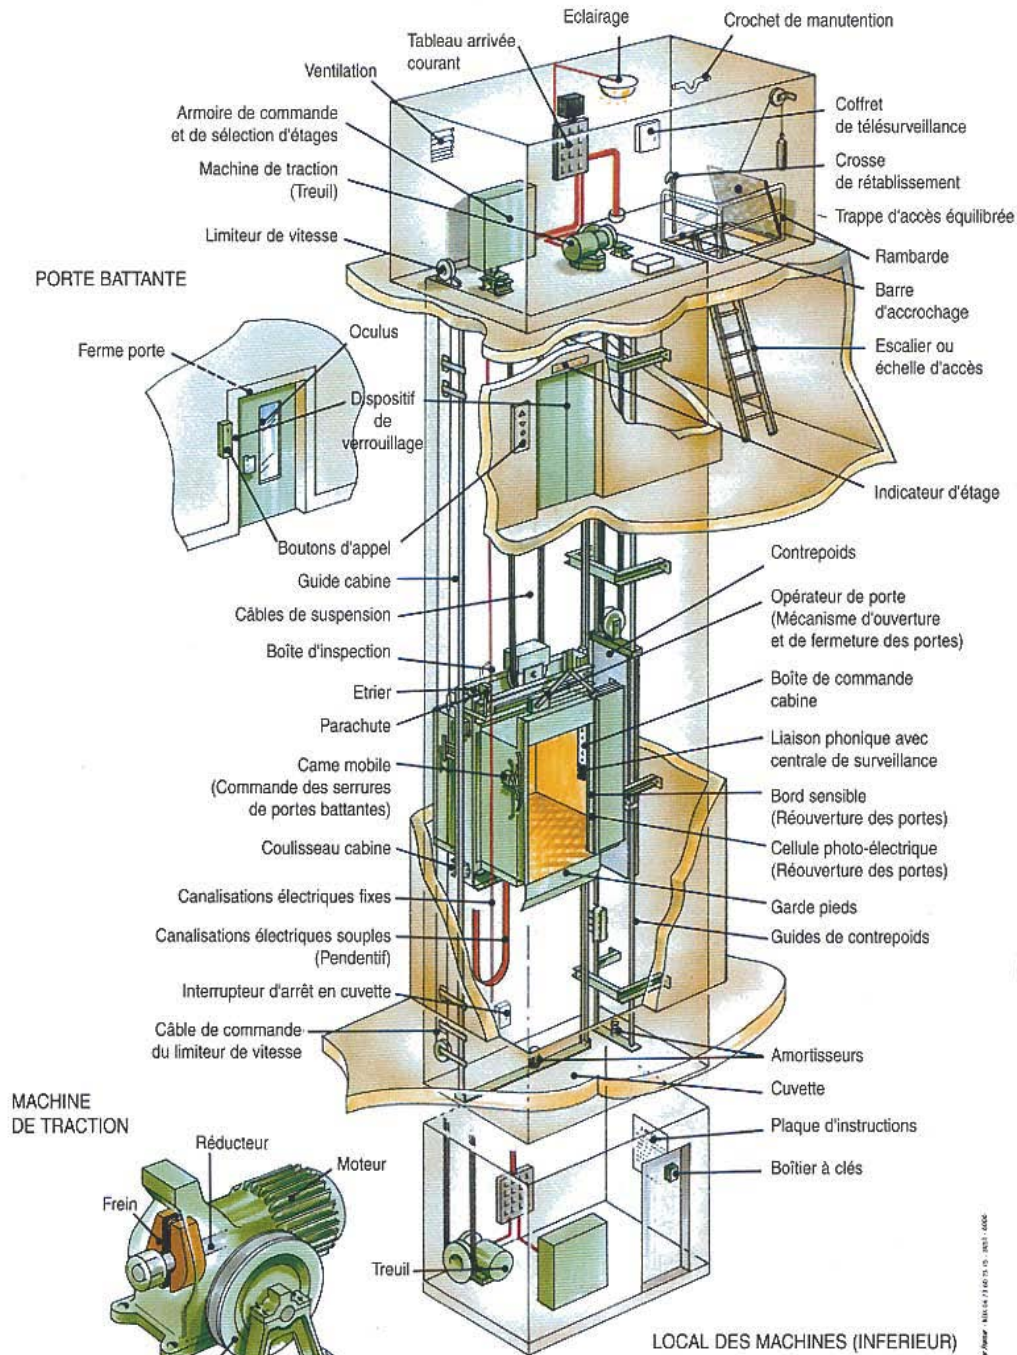 Eclairage
Crochet de manutention
Tableau arrivée
courant
Ventilation
Armoire de commande
et de sélection d'étages
Coffret
de télésurveillance
Machine de traction
(Treuil)
Crosse
de rétablissement
Limiteur de vitesse
Trappe d'accès équilibrée
Rambarde
PORTE BATTANTE
Barre
d'accrochage
Ferme porte
Oculus
Escalier ou
échelle d'accès
Dispositif
de
verrouillage
Indicateur d'étage
Boutons d'appel
Guide cabine
Câbles de suspension
Boîte d'inspection
Etrier
Parachute
Came mobile
(Commande des serrures
de portes battantes)
Coulisseau cabine
Canalisations électriques fixes
Canalisations électriques souples
(Pendentif)
Interrupteur d'arrêt en cuvette
Câble de commande
du limiteur de vitesse
Contrepoids
Opérateur de porte
(Mécanisme d'ouverture
et de fermeture des portes)
Boîte de commande
cabine
Liaison phonique avec
centrale de surveillance
Bord sensible
(Réouverture des portes)
Cellule photo-électrique
(Réouverture des portes)
Garde pieds
Guides de contrepoids
Amortisseurs
Cuvette
Plaque d'instructions
Boîtier à clés
MACHINE
DE TRACTION
Réducteur
Moteur
Frein
Treuil
LOCAL DES MACHINES (INFERIEUR)